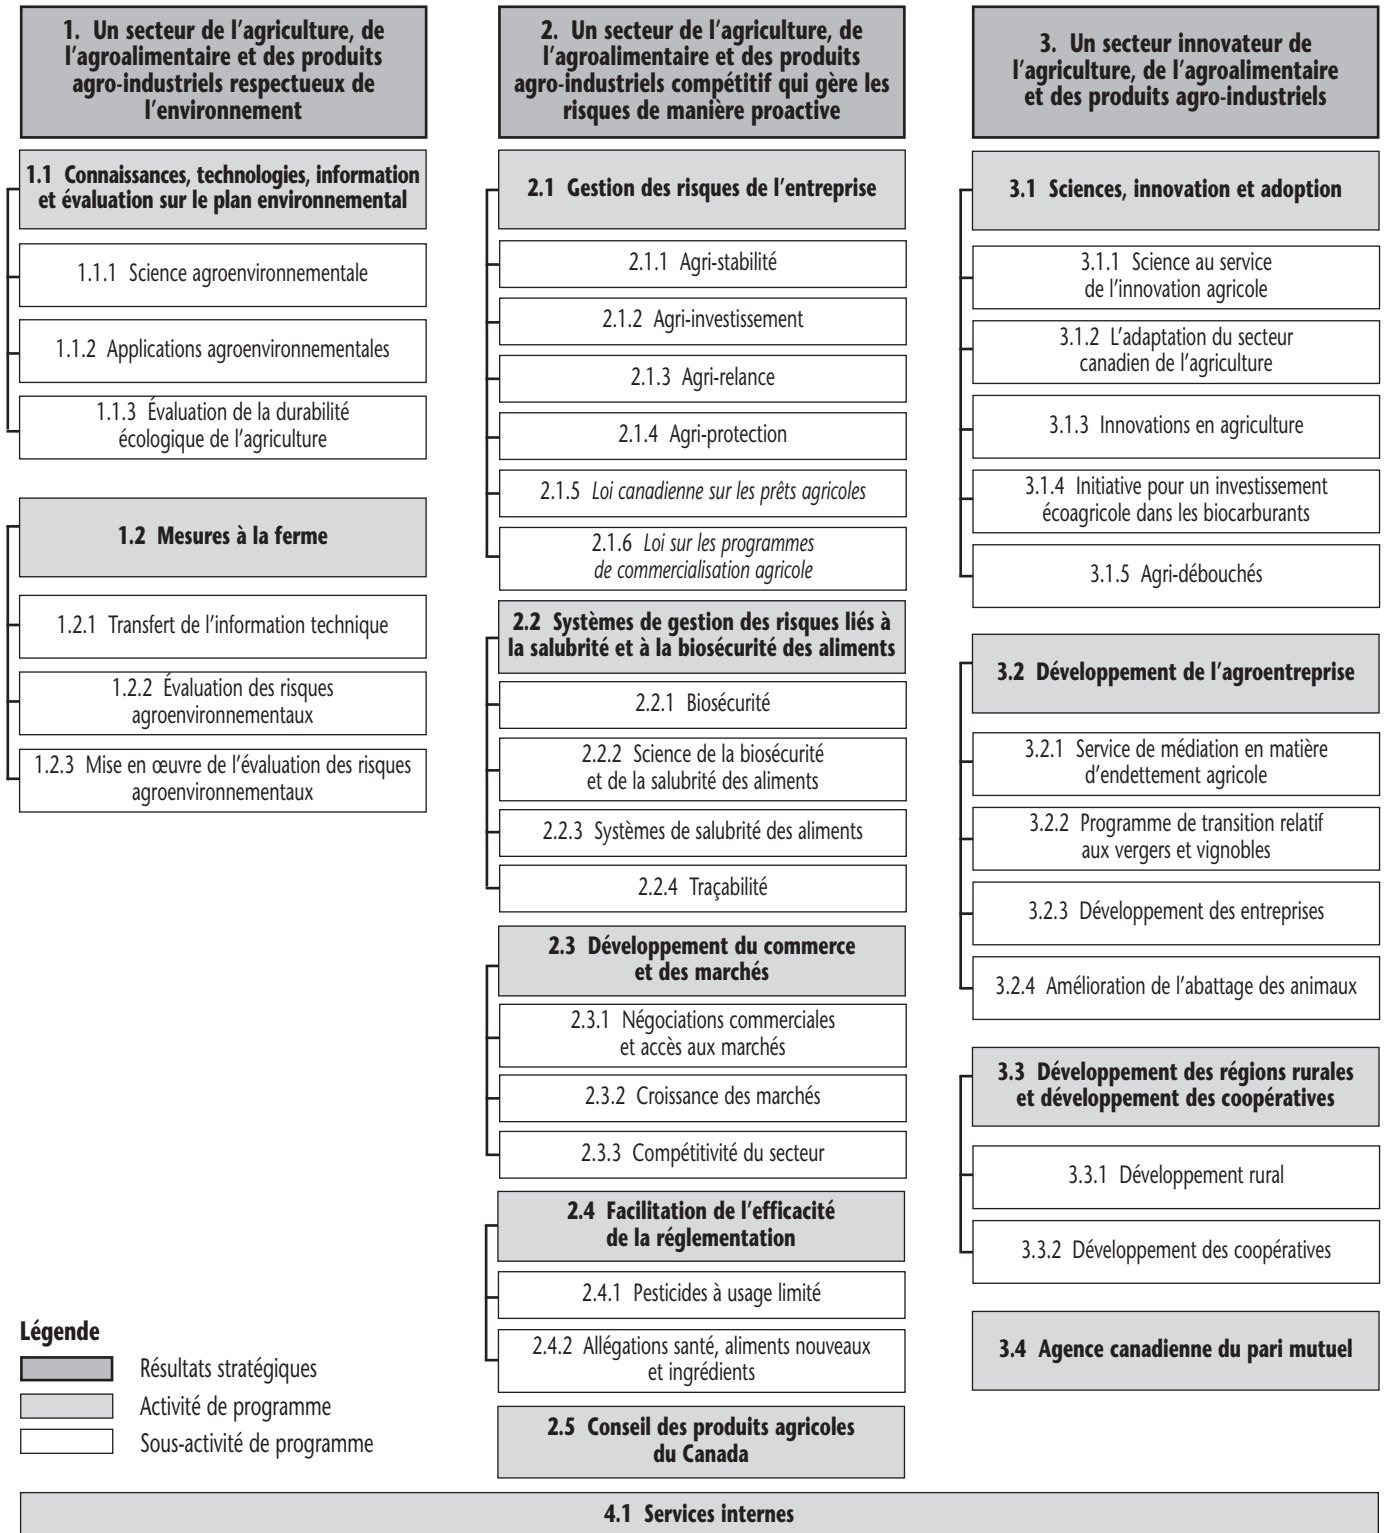 1. Un secteur de l'agriculture, de
l'agroalimentaire et des produits
agro-industriels respectueux de
l'environnement
1.1 Connaissances, technologies, information
et évaluation sur le plan environnemental
1.1.1 Science agroenvironnementale
1.1.2 Applications agroenvironnementales
1.1.3 Évaluation de la durabilité
écologique de l'agriculture
1.2 Mesures à la ferme
1.2.1 Transfert de l'information technique
1.2.2 Évaluation des risques
agroenvironnementaux
1.2.3 Mise en œuvre de l'évaluation des risques
agroenvironnementaux
2. Un secteur de l'agriculture, de
l'agroalimentaire et des produits
agro-industriels compétitif qui gère les
risques de manière proactive
2.1 Gestion des risques de l'entreprise
2.1.1 Agri-stabilité
2.1.2 Agri-investissement
2.1.3 Agri-relance
2.1.4 Agri-protection
2.1.5 Loi canadienne sur les prêts agricoles
2.1.6 Loi sur les programmes
de commercialisation agricole
2.2 Systèmes de gestion des risques liés à
la salubrité et à la biosécurité des aliments
2.2.1 Biosécurité
2.2.2 Science de la biosécurité
et de la salubrité des aliments
2.2.3 Systèmes de salubrité des aliments
2.2.4 Traçabilité
2.3 Développement du commerce
et des marchés
2.3.1 Négociations commerciales
et accès aux marchés
2.3.2 Croissance des marchés
2.3.3 Compétitivité du secteur
2.4 Facilitation de l'efficacité
de la réglementation
2.4.1 Pesticides à usage limité
2.4.2 Allégations santé, aliments nouveaux
et ingrédients
2.5 Conseil des produits agricoles
du Canada
3. Un secteur innovateur de
l'agriculture, de l'agroalimentaire
et des produits agro-industriels
3.1 Sciences, innovation et adoption
3.1.1 Science au service
de l'innovation agricole
3.1.2 L'adaptation du secteur
canadien de l'agriculture
3.1.3 Innovations en agriculture
3.1.4 Initiative pour un investissement
écoagricole dans les biocarburants
3.1.5 Agri-débouchés
3.2 Développement de l'agroentreprise
3.2.1 Service de médiation en matière
d'endettement agricole
3.2.2 Programme de transition relatif
aux vergers et vignobles
3.2.3 Développement des entreprises
3.2.4 Amélioration de l'abattage des animaux
3.3 Développement des régions rurales
et développement des coopératives
3.3.1 Développement rural
3.3.2 Développement des coopératives
3.4 Agence canadienne du pari mutuel
Légende
Résultats stratégiques
Activité de programme
Sous-activité de programme
4.1 Services internes